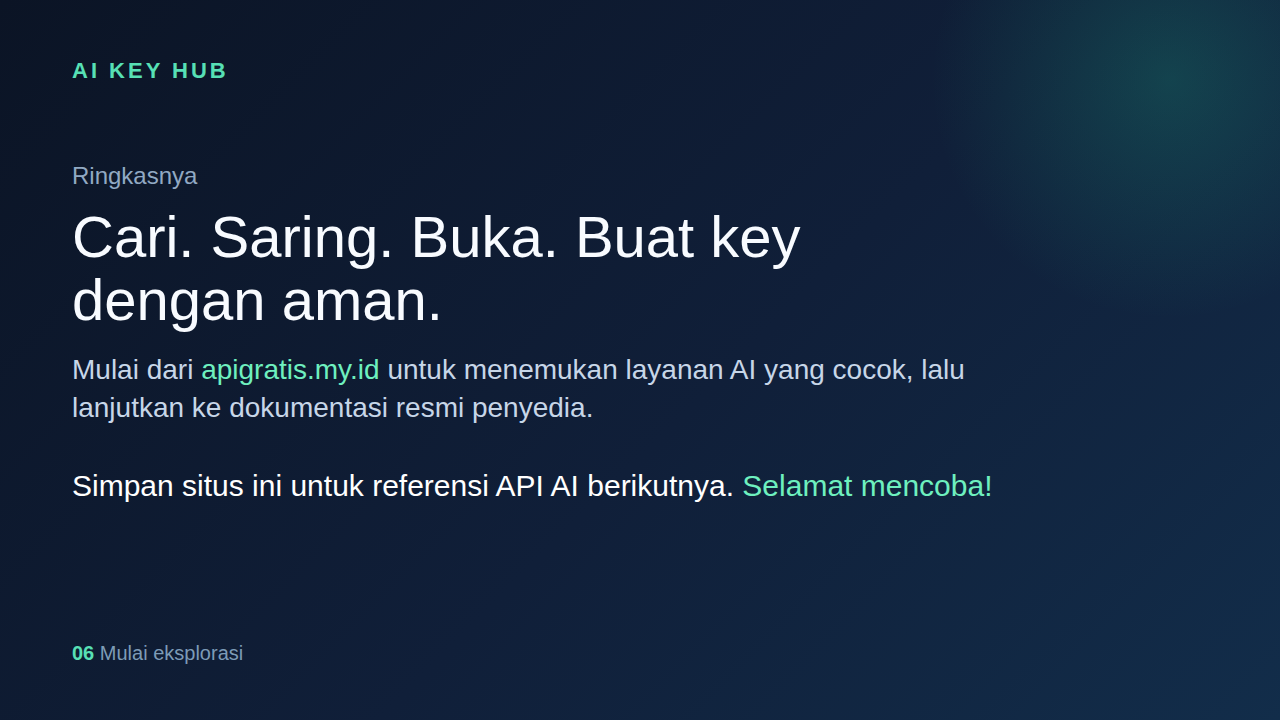 AI KEY HUB
Ringkasnya
Cari. Saring. Buka. Buat key
dengan aman.
Mulai dari apigratis.my.id untuk menemukan layanan AI yang cocok, lalu
lanjutkan ke dokumentasi resmi penyedia.
Simpan situs ini untuk referensi API AI berikutnya. Selamat mencoba!
06 Mulai eksplorasi